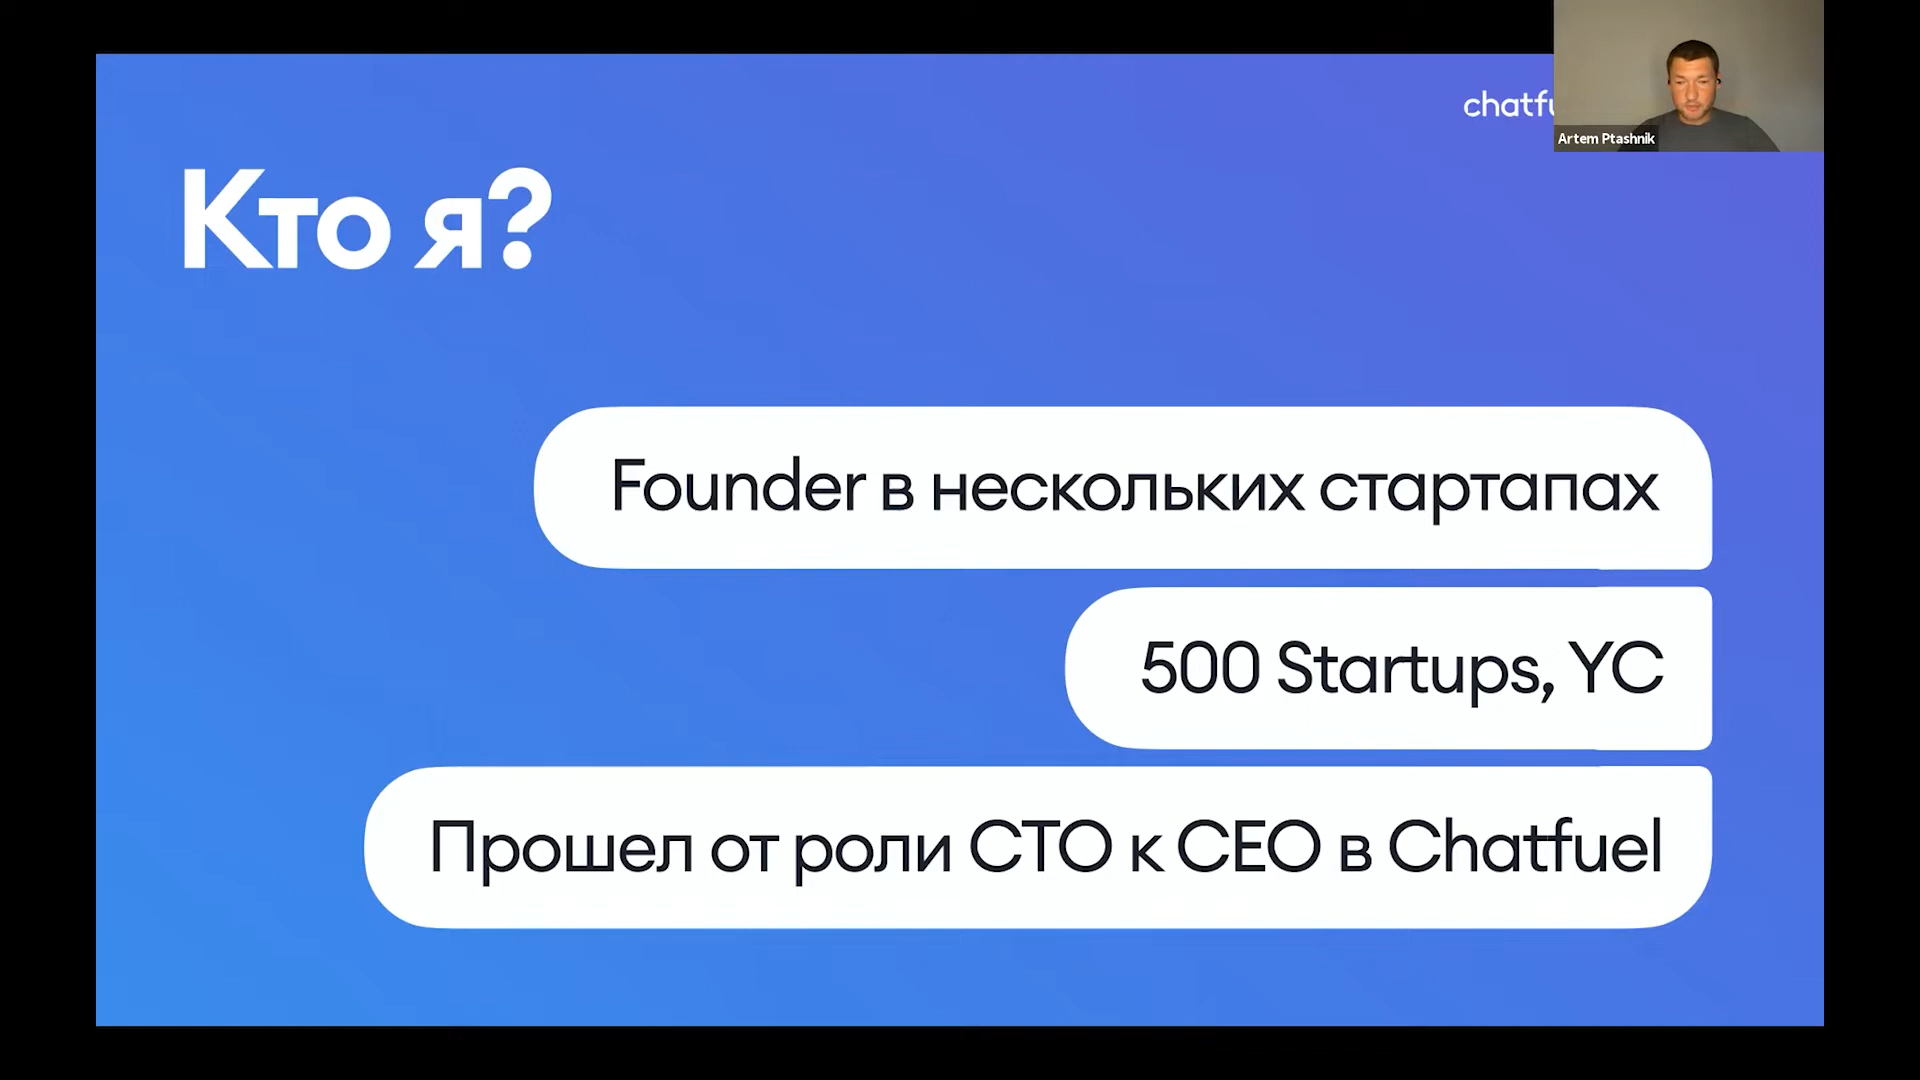 chatfu
Artem Ptashnik
Кто я?
Founder в нескольких стартапах
500 Startups, YC
Прошел от роли CTO к CEO в Chatfuel